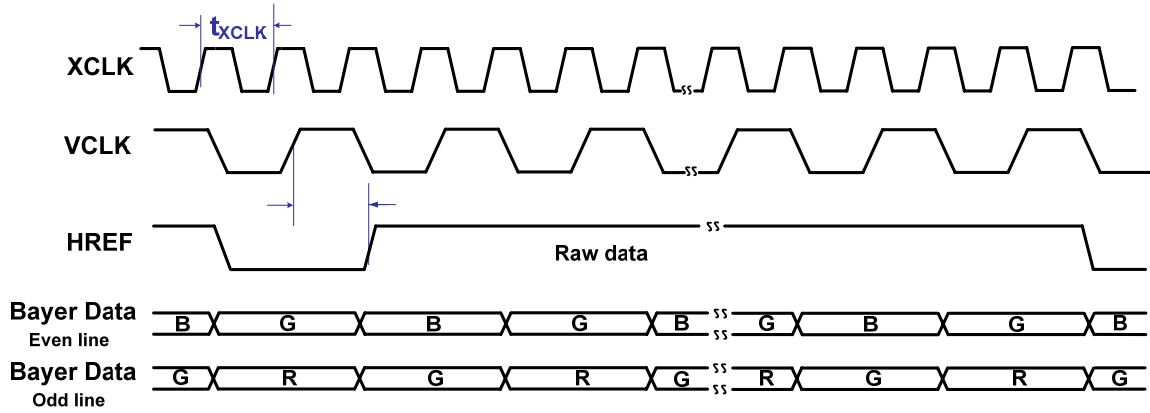 tXCLK
XCLK
VCLK
HREF
Raw data
Bayer Data B G B G B G B G B
Even line
Bayer Data G R G R G R G R G
Odd line